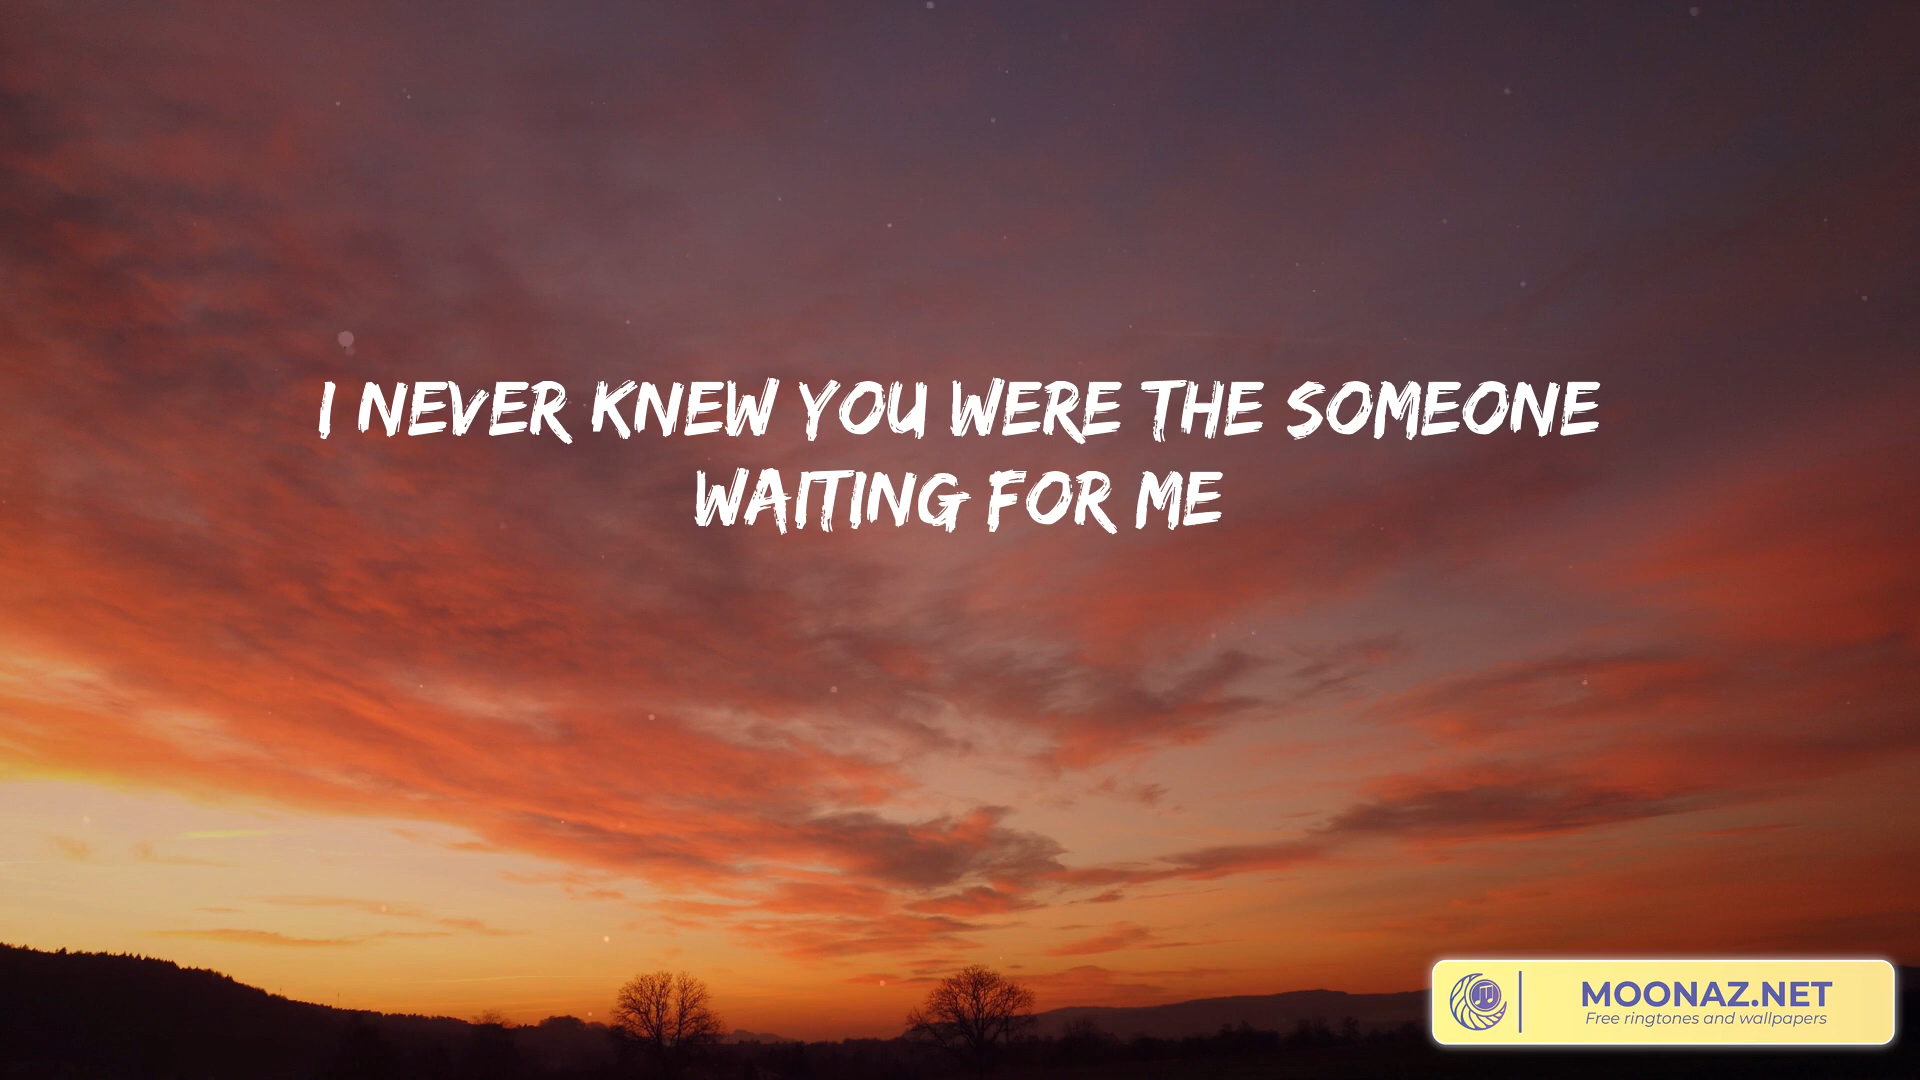 I NEVER KNEW YOU WERE THE SOMEONE
WAITING FOR ME
MOONAZ.NET
Free ringtones and wallpapers